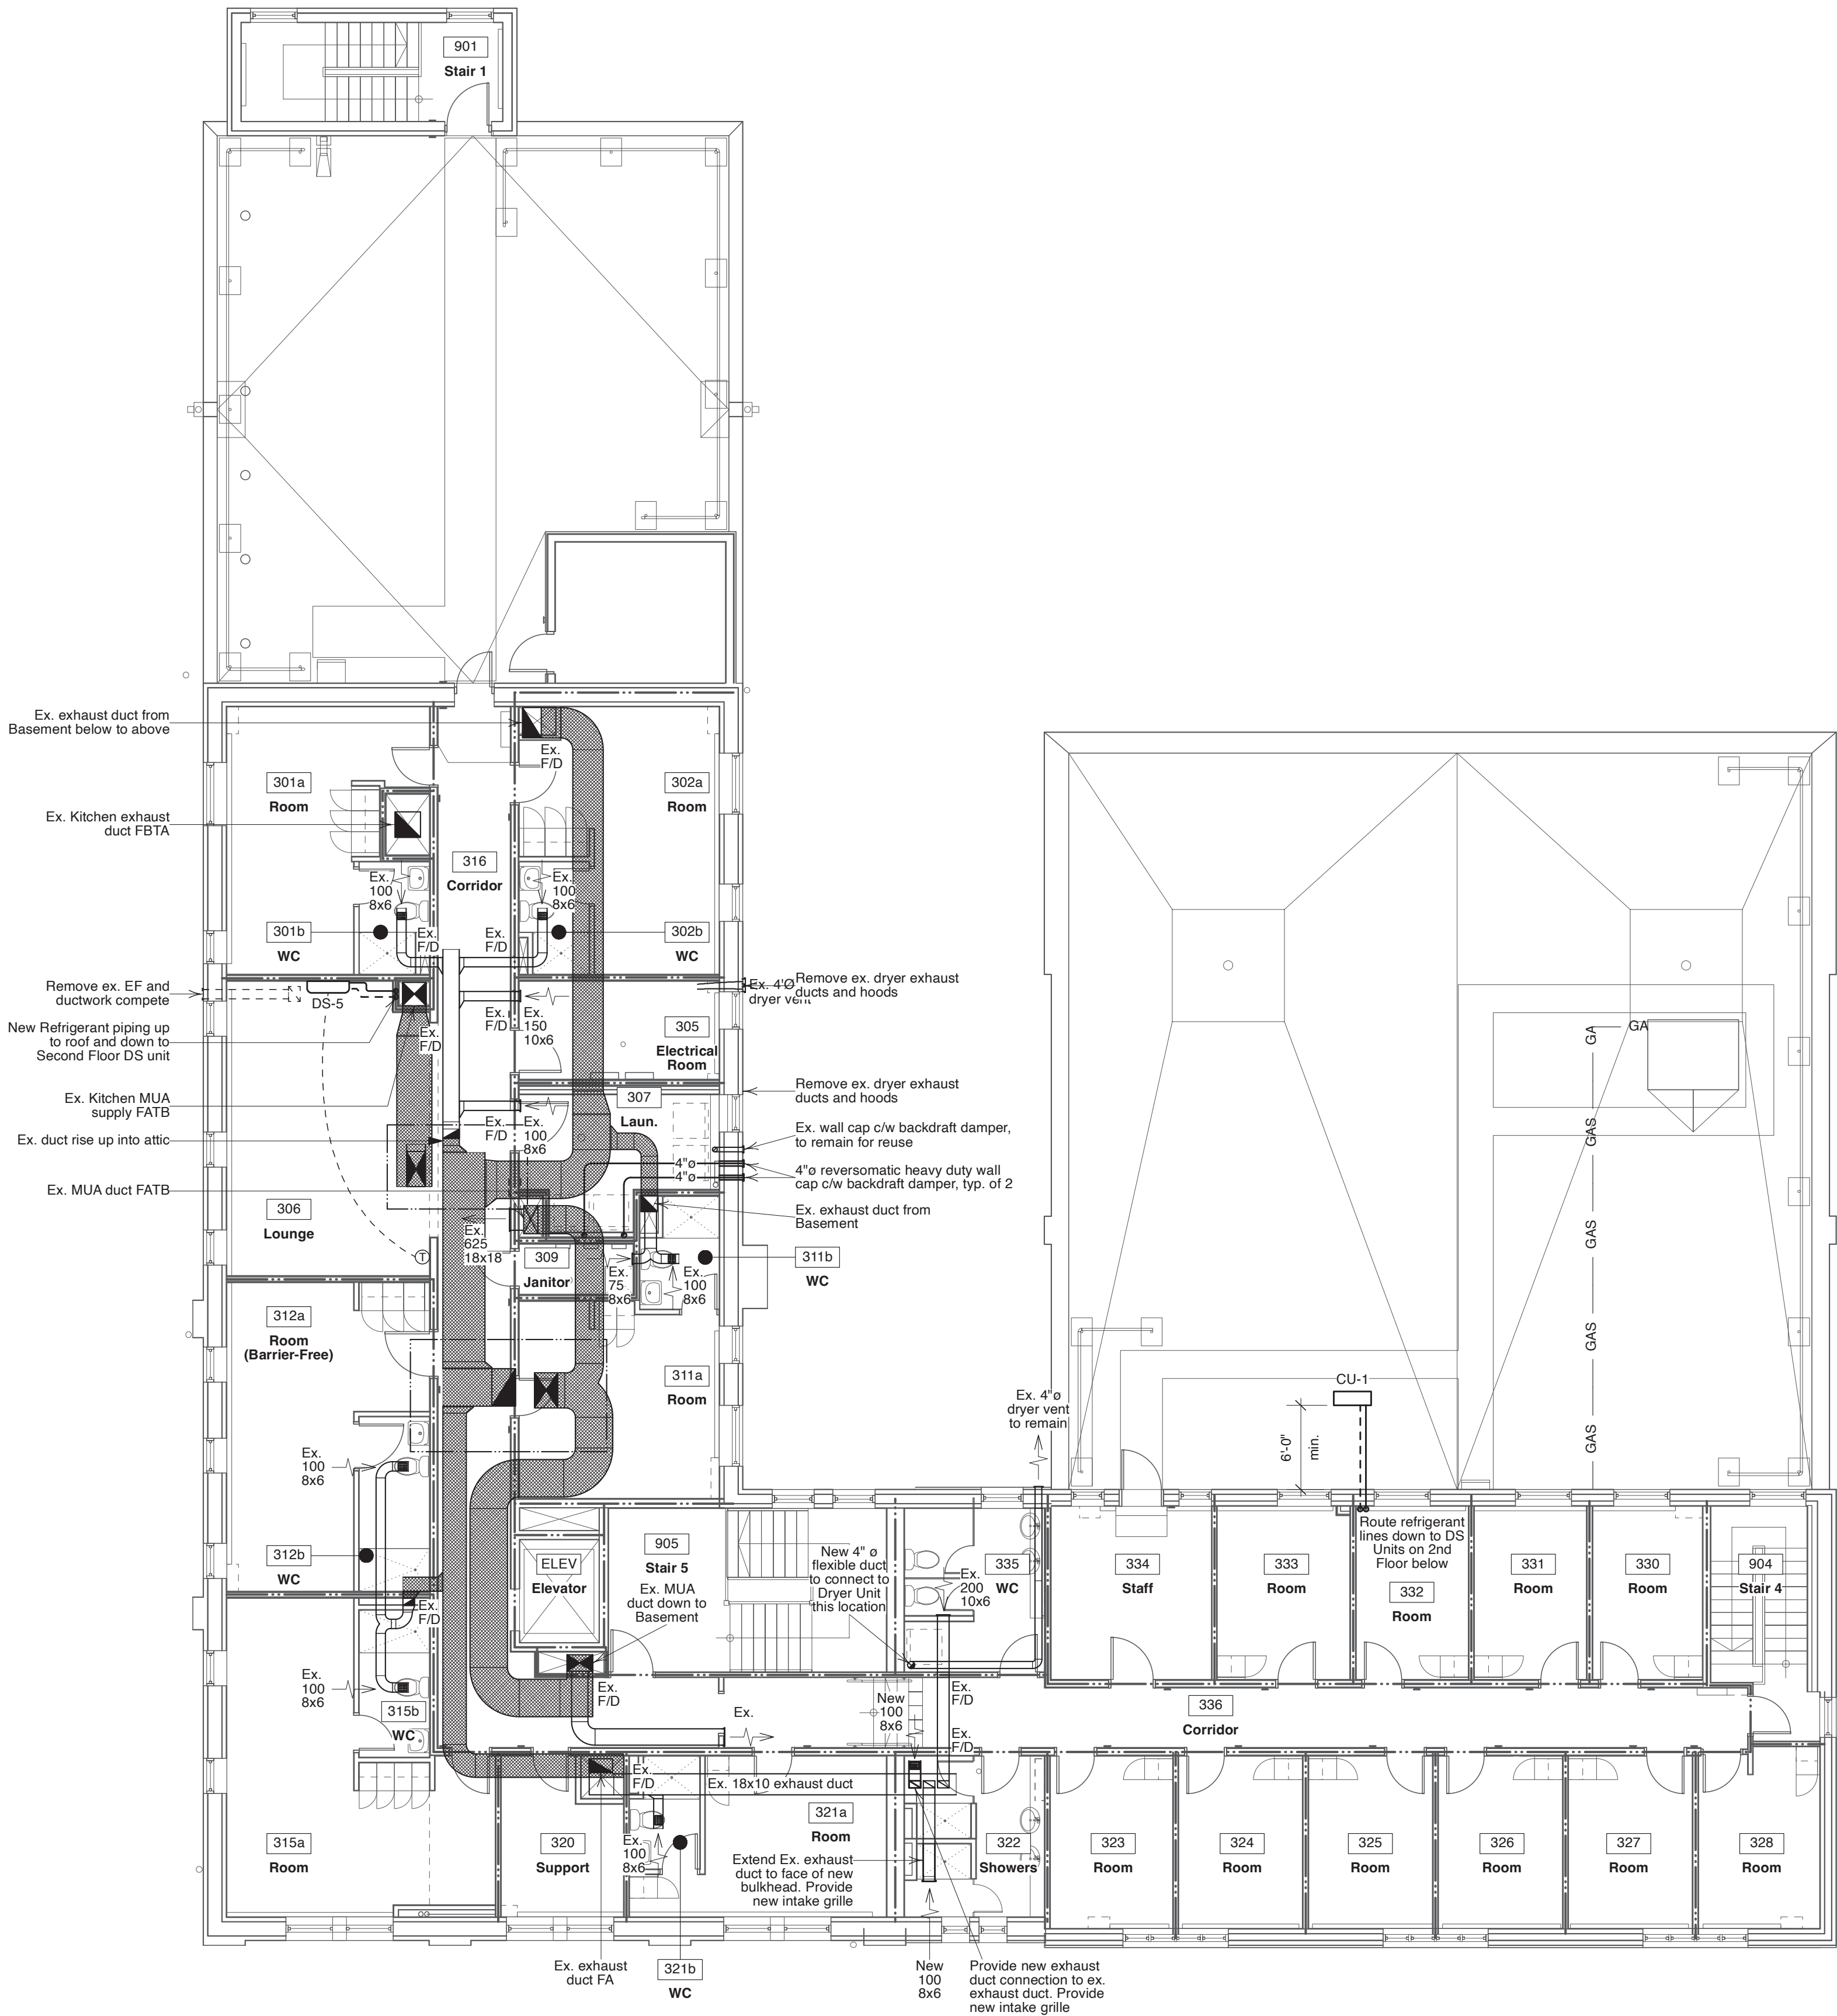 901
Stair 1
Ex. exhaust duct from
Basement below to above
Ex.
F/D
301a
Room
302a
Room
Ex. Kitchen exhaust
duct FBTA
316
Corridor
Ex.
100
8x6
Ex.
100
8x6
301b
WC
Ex.
F/D
Ex.
F/D
302b
WC
Remove ex. EF and
ductwork compete
DS-5
Ex. 4'Ø
dryer vent
Remove ex. dryer exhaust
ducts and hoods
New Refrigerant piping up
to roof and down to
Second Floor DS unit
Ex.
F/D
Ex.
F/D
Ex.
150
10x6
305
Electrical
Room
GA
GA
Ex. Kitchen MUA
supply FATB
307
Laun.
Remove ex. dryer exhaust
ducts and hoods
Ex. duct rise up into attic
Ex.
F/D
Ex.
100
8x6
Ex. wall cap c/w backdraft damper,
to remain for reuse
GAS
4"ø
4"ø
4"ø reversomatic heavy duty wall
cap c/w backdraft damper, typ. of 2
Ex. MUA duct FATB
306
Lounge
Ex. exhaust duct from
Basement
GAS
T
Ex.
625
18x18
309
Janitor
Ex.
75
8x6
Ex.
100
8x6
311b
WC
312a
Room
(Barrier-Free)
GAS
311a
Room
Ex. 4"ø
dryer vent
to remain
CU-1
6'-0"
min.
GAS
Ex.
100
8x6
312b
WC
Ex.
F/D
ELEV
Elevator
905
Stair 5
Ex. MUA
duct down to
Basement
New 4" ø
flexible duct
to connect to
Dryer Unit
this location
Ex.
200
10x6
335
WC
334
Staff
333
Room
Route refrigerant
lines down to DS
Units on 2nd
Floor below
332
Room
331
Room
330
Room
904
Stair 4
Ex.
100
8x6
315b
WC
Ex.
F/D
Ex.
New
100
8x6
Ex.
F/D
Ex.
F/D
336
Corridor
Ex.
F/D
Ex. 18x10 exhaust duct
315a
Room
320
Support
Ex.
100
8x6
321a
Room
Extend Ex. exhaust
duct to face of new
bulkhead. Provide
new intake grille
322
Showers
323
Room
324
Room
325
Room
326
Room
327
Room
328
Room
Ex. exhaust
duct FA
321b
WC
New
100
8x6
Provide new exhaust
duct connection to ex.
exhaust duct. Provide
new intake grille